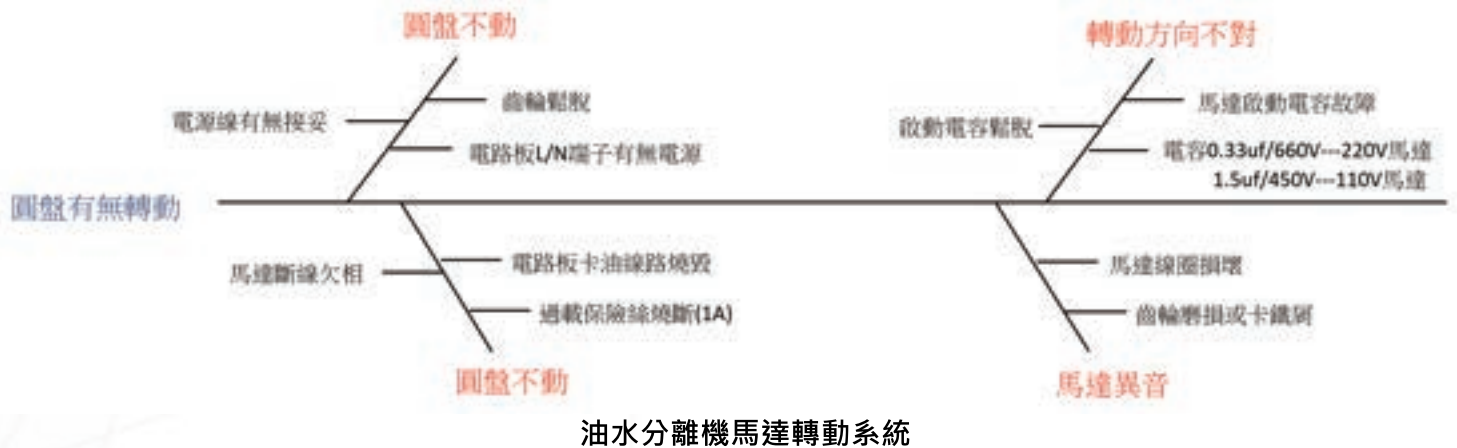 圓盤不動
轉動方向不對
齒輪鬆脫
馬達啟動電容故障
電源線有無接妥
啟動電容鬆脫
電路板L/N端子有無電源
電容0.33uf/660V---220V馬達
1.5uf/450V---110V馬達
圓盤有無轉動
電路板卡油線路燒毀
馬達線圈損壞
馬達斷線欠相
過載保險絲燒斷(1A)
齒輪磨損或卡鐵屑
圓盤不動
馬達異音
油水分離機馬達轉動系統